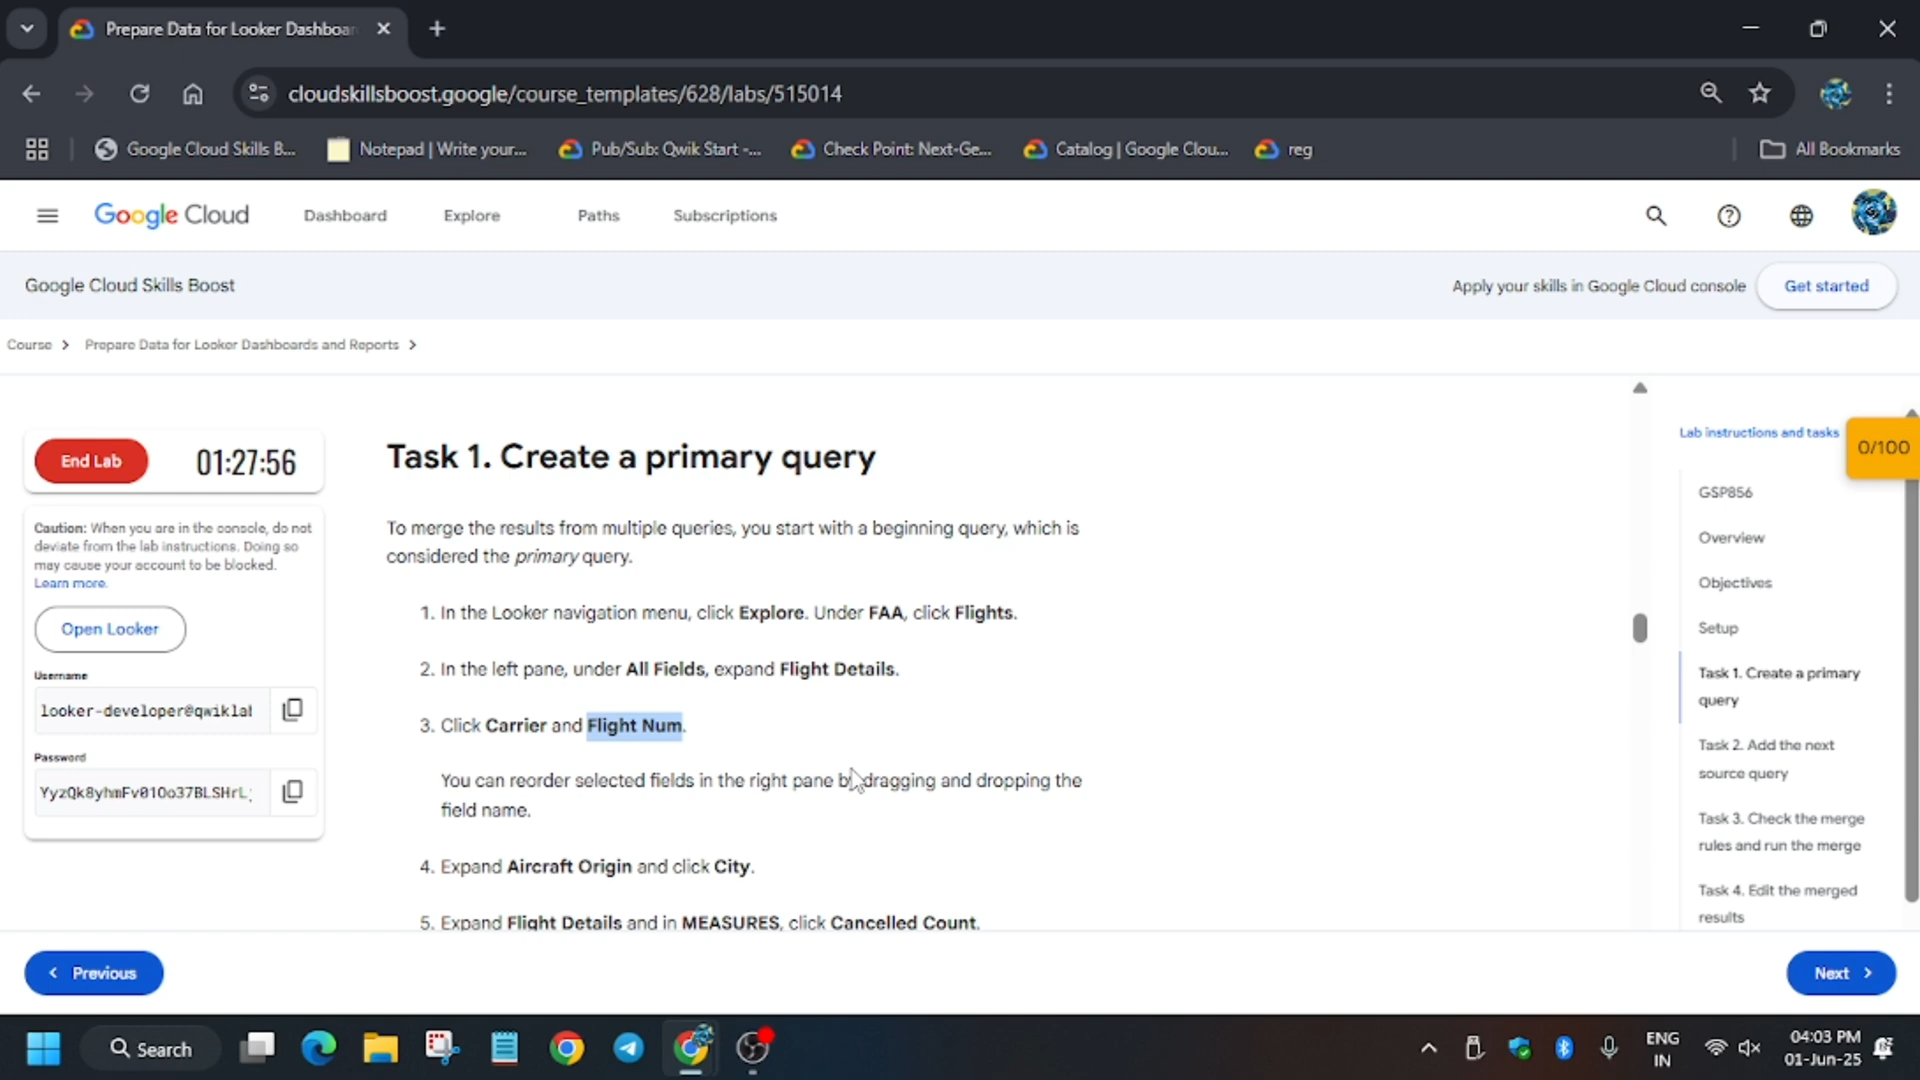 Prepare Data for Looker Dashboar
cloudskillsboost.google/course_templates/628/labs/515014
Google Cloud Skills B...
Notepad | Write your...
Pub/Sub: Qwik Start -...
Check Point: Next-Ge...
Catalog | Google Clou...
reg
All Bookmarks
Google Cloud
Dashboard
Explore
Paths
Subscriptions
Google Cloud Skills Boost
Apply your skills in Google Cloud console
Get started
Course > Prepare Data for Looker Dashboards and Reports >
End Lab
01:27:56
Caution: When you are in the console, do not
deviate from the lab instructions. Doing so
may cause your account to be blocked.
Learn more.
Open Looker
Username
looker-developer@qwiklab
Password
YyzQk8yhmFv01Oo37BLSHrL
Task 1. Create a primary query
To merge the results from multiple queries, you start with a beginning query, which is
considered the primary query.
1. In the Looker navigation menu, click Explore. Under FAA, click Flights.
2. In the left pane, under All Fields, expand Flight Details.
3. Click Carrier and Flight Num.
You can reorder selected fields in the right pane by dragging and dropping the
field name.
4. Expand Aircraft Origin and click City.
5. Expand Flight Details and in MEASURES, click Cancelled Count.
Lab instructions and tasks
0/100
GSP856
Overview
Objectives
Setup
Task 1. Create a primary
query
Task 2. Add the next
source query
Task 3. Check the merge
rules and run the merge
Task 4. Edit the merged
results
Previous
Next
Search
ENG
IN
04:03 PM
01-Jun-25